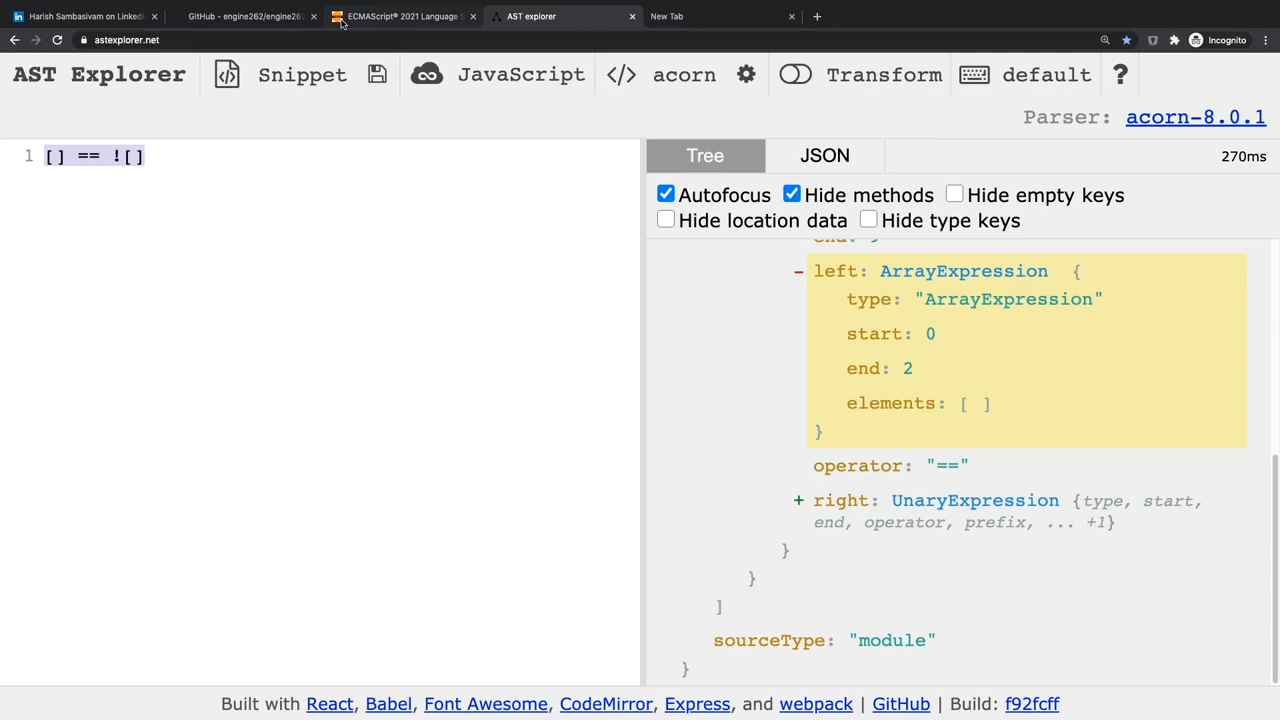 Harish Sambasivam on Linked
GitHub - engine262/engine262
ECMAScript® 2021 Language S
AST explorer
New Tab
astexplorer.net
Incognito
AST Explorer
Snippet
JavaScript
</> acorn
Transform
default
?
Parser: acorn-8.0.1
1 [] == ![]
Tree
JSON
270ms
Autofocus Hide methods Hide empty keys
Hide location data Hide type keys
end: 9
- left: ArrayExpression {
type: "ArrayExpression"
start: 0
end: 2
elements: [ ]
}
operator: "=="
+ right: UnaryExpression {type, start,
end, operator, prefix, ... +1}
}
}
]
sourceType: "module"
}
Built with React, Babel, Font Awesome, CodeMirror, Express, and webpack | GitHub | Build: f92fcff